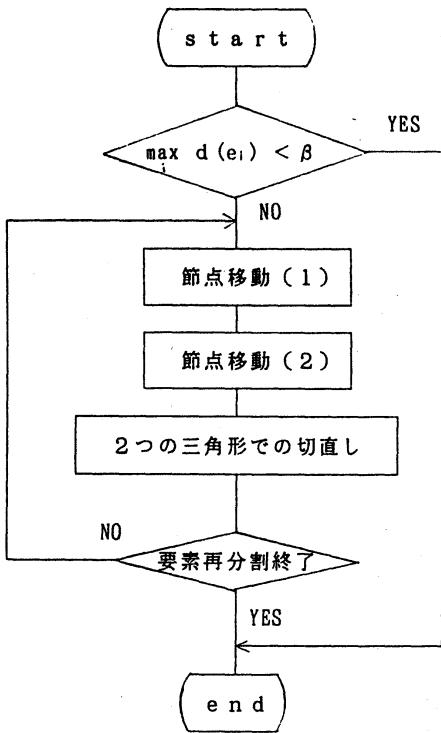 start
YES
max d(ei) < β
i
NO
節点移動(1)
節点移動(2)
2つの三角形での切直し
NO
要素再分割終了
YES
end